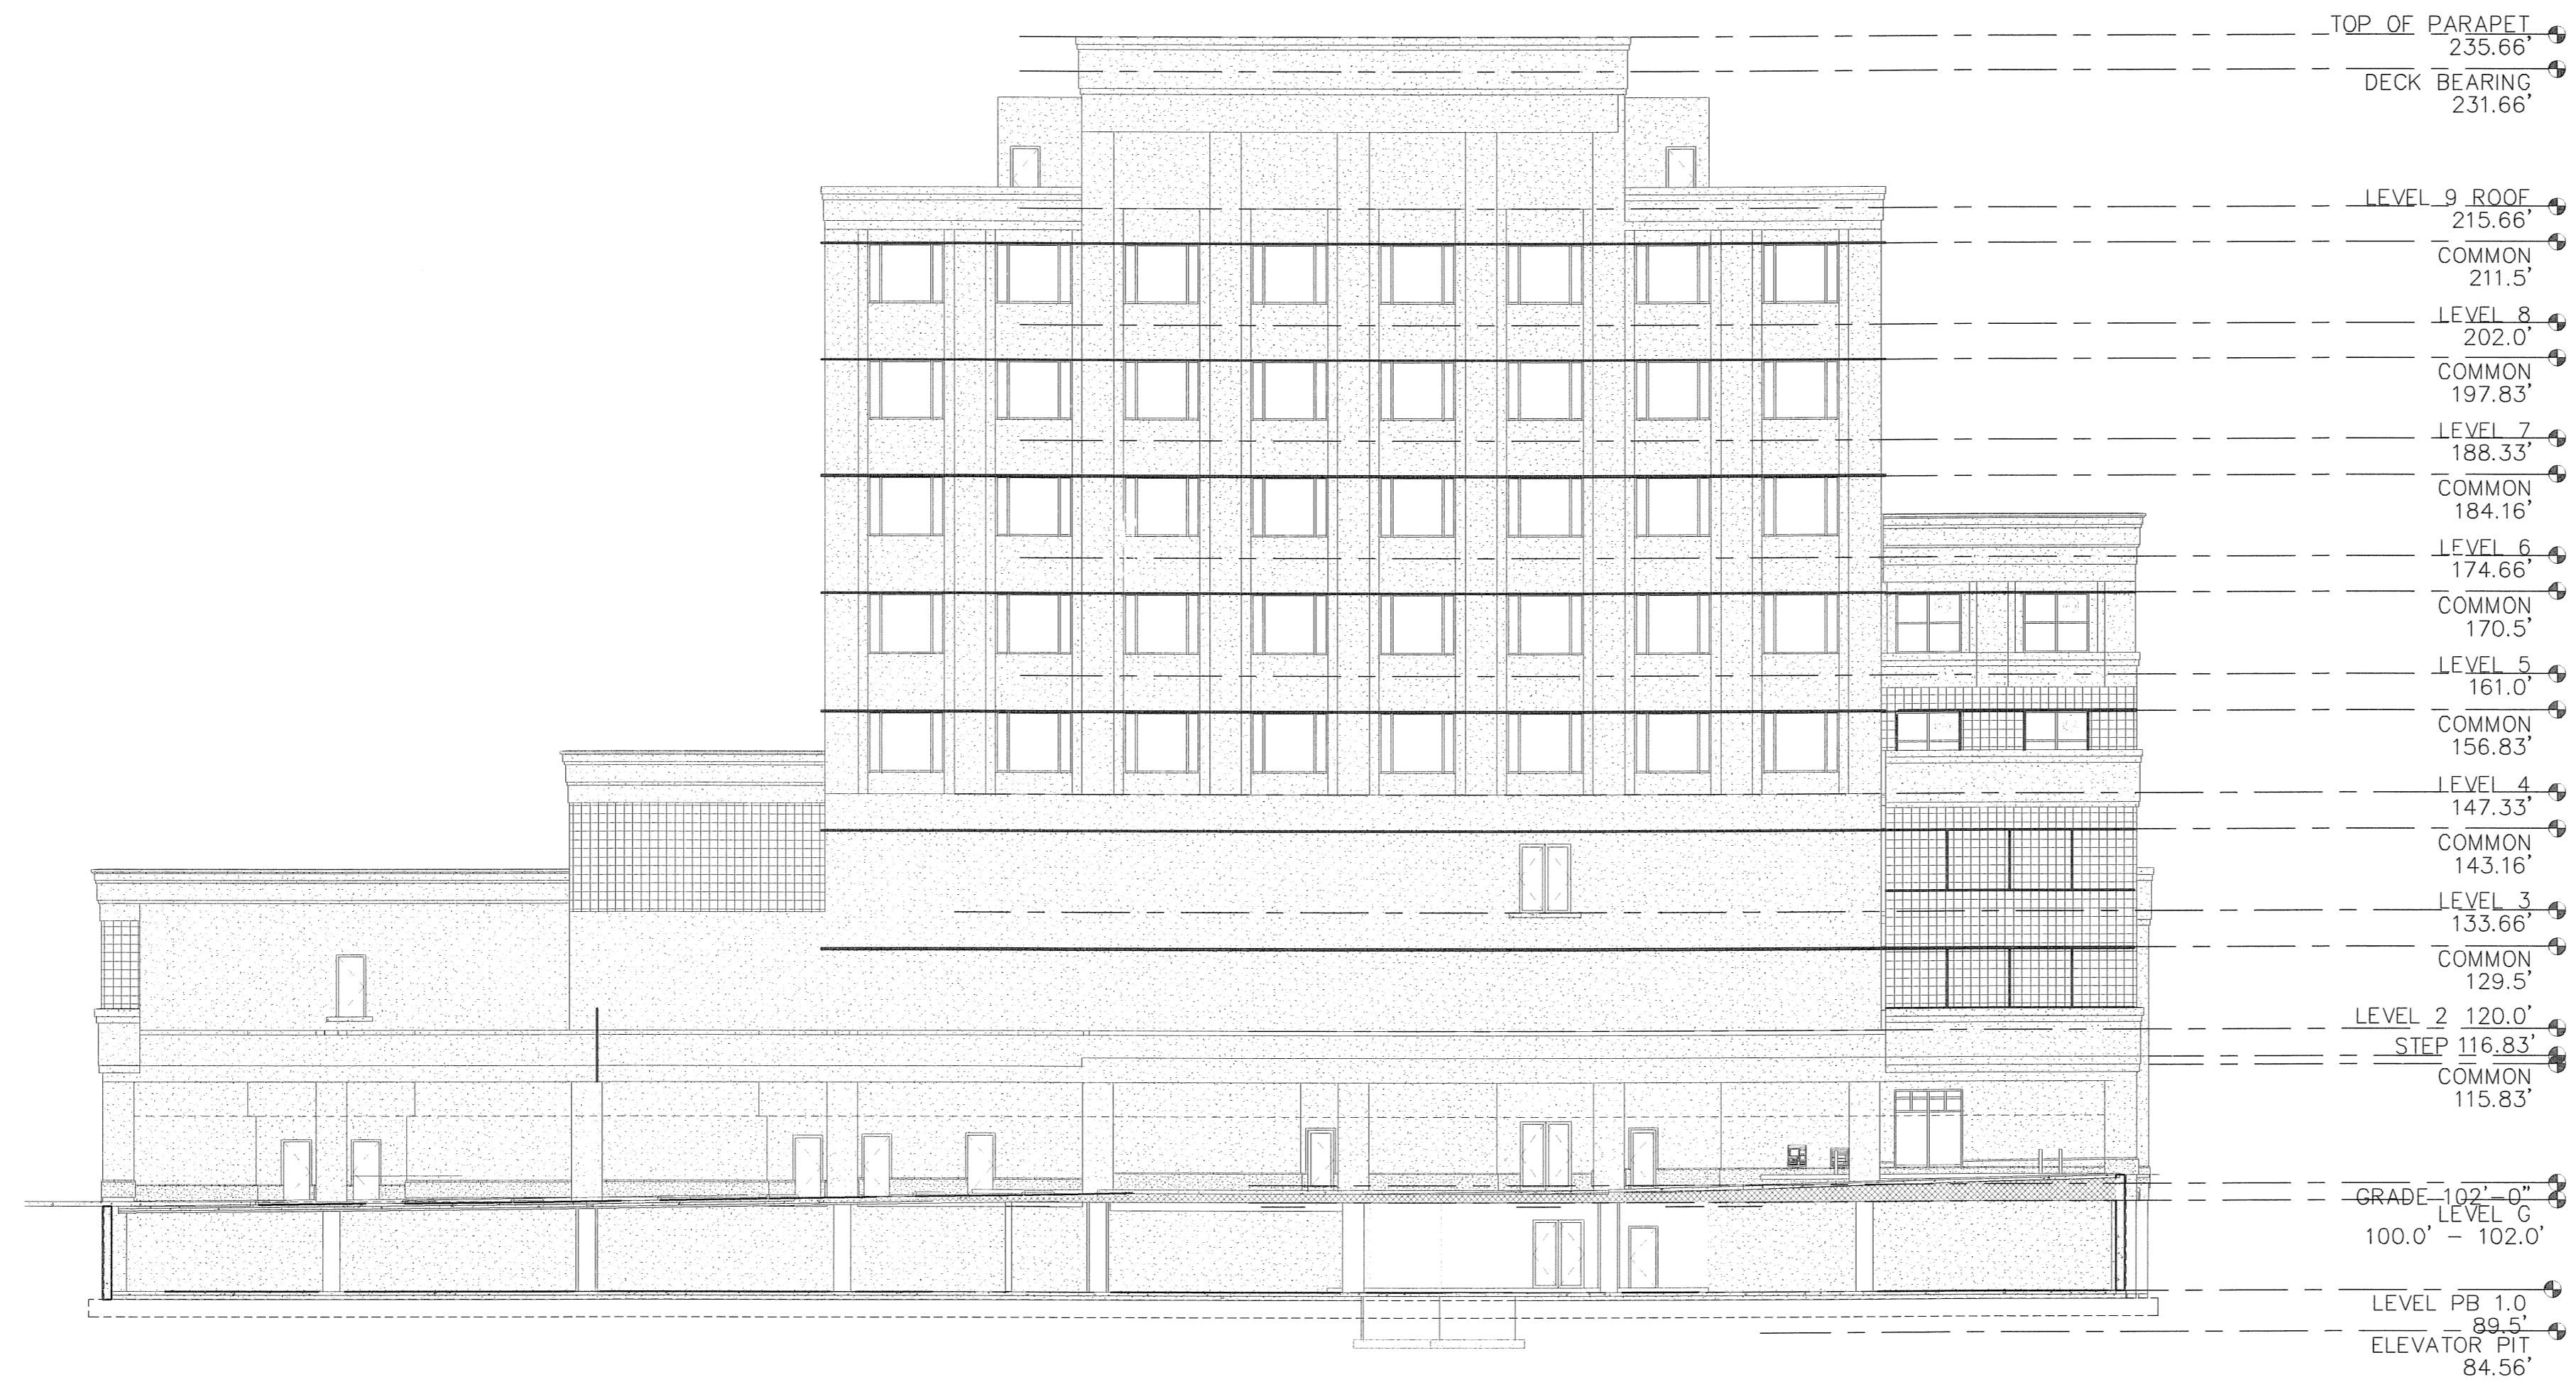 TOP OF PARAPET
235.66'
DECK BEARING
231.66'
LEVEL 9 ROOF
215.66'
COMMON
211.5'
LEVEL 8
202.0'
COMMON
197.83'
LEVEL 7
188.33'
COMMON
184.16'
LEVEL 6
174.66'
COMMON
170.5'
LEVEL 5
161.0'
COMMON
156.83'
LEVEL 4
147.33'
COMMON
143.16'
LEVEL 3
133.66'
COMMON
129.5'
LEVEL 2 120.0'
STEP 116.83'
COMMON
115.83'
GRADE 102'-0"
LEVEL G
100.0' - 102.0'
LEVEL PB 1.0
89.5'
ELEVATOR PIT
84.56'